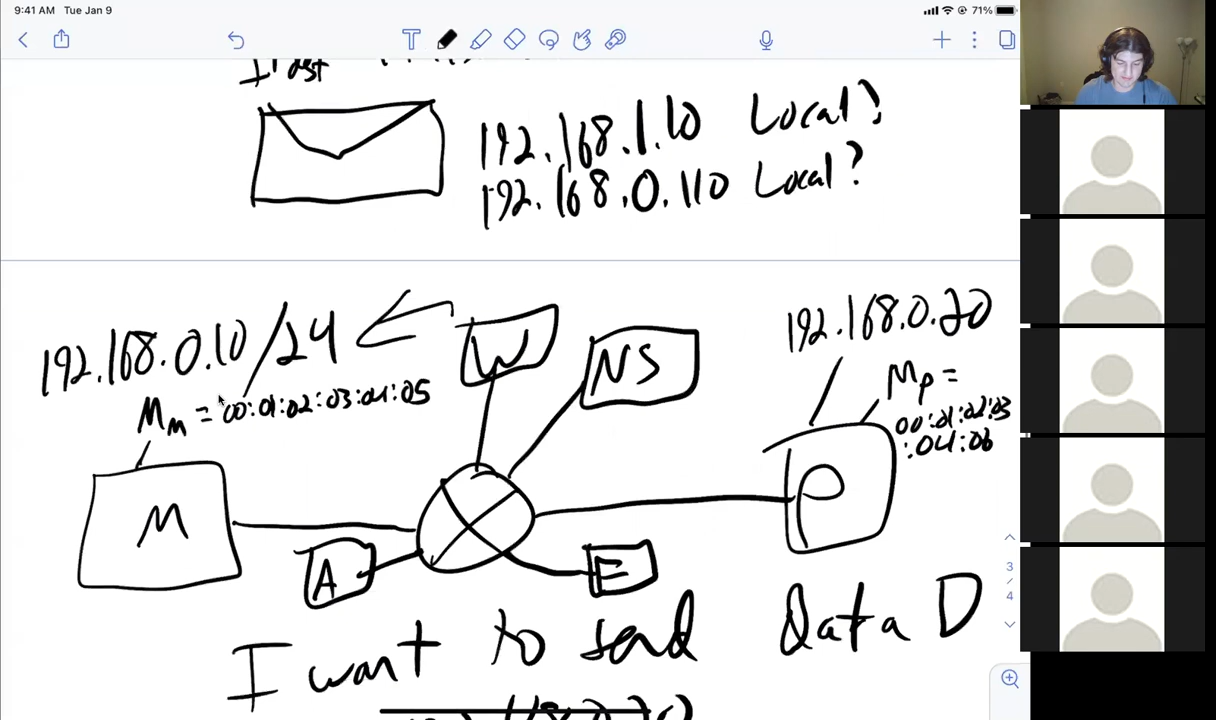 9:41 AM Tue Jan 9
71%
192.168.1.10 Local?
192.168.0.110 Local?
192.168.0.10/24
W
NS
192.168.0.20
Mm = 00:01:02:03:04:05
Mp =
00:01:02:03
:04:06
M
P
A
E
I want to send data D
3
/
4